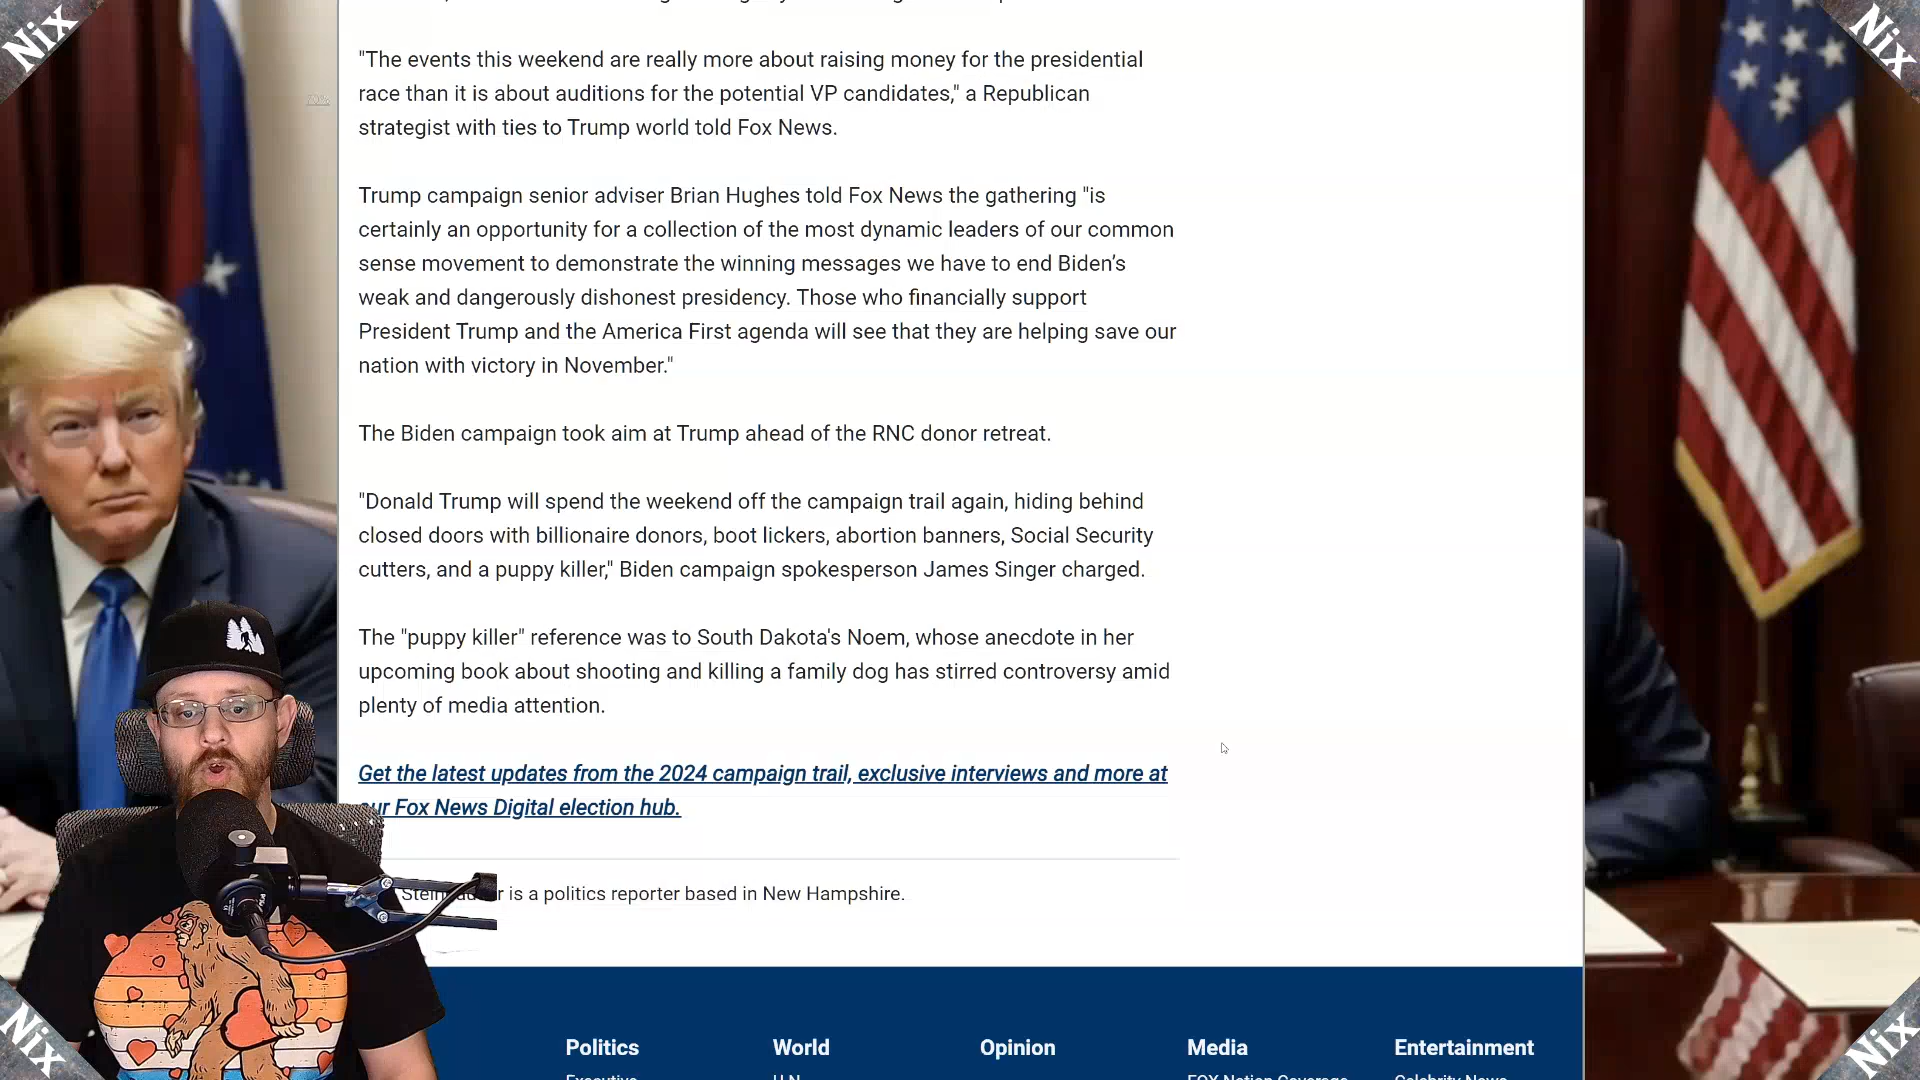 Nix
Nix
"The events this weekend are really more about raising money for the presidential
race than it is about auditions for the potential VP candidates," a Republican
strategist with ties to Trump world told Fox News.
Trump campaign senior adviser Brian Hughes told Fox News the gathering "is
certainly an opportunity for a collection of the most dynamic leaders of our common
sense movement to demonstrate the winning messages we have to end Biden’s
weak and dangerously dishonest presidency. Those who financially support
President Trump and the America First agenda will see that they are helping save our
nation with victory in November."
The Biden campaign took aim at Trump ahead of the RNC donor retreat.
"Donald Trump will spend the weekend off the campaign trail again, hiding behind
closed doors with billionaire donors, boot lickers, abortion banners, Social Security
cutters, and a puppy killer," Biden campaign spokesperson James Singer charged.
The "puppy killer" reference was to South Dakota's Noem, whose anecdote in her
upcoming book about shooting and killing a family dog has stirred controversy amid
plenty of media attention.
Get the latest updates from the 2024 campaign trail, exclusive interviews and more at
Fox News Digital election hub.
is a politics reporter based in New Hampshire.
Politics World Opinion Media Entertainment
Nix
Nix